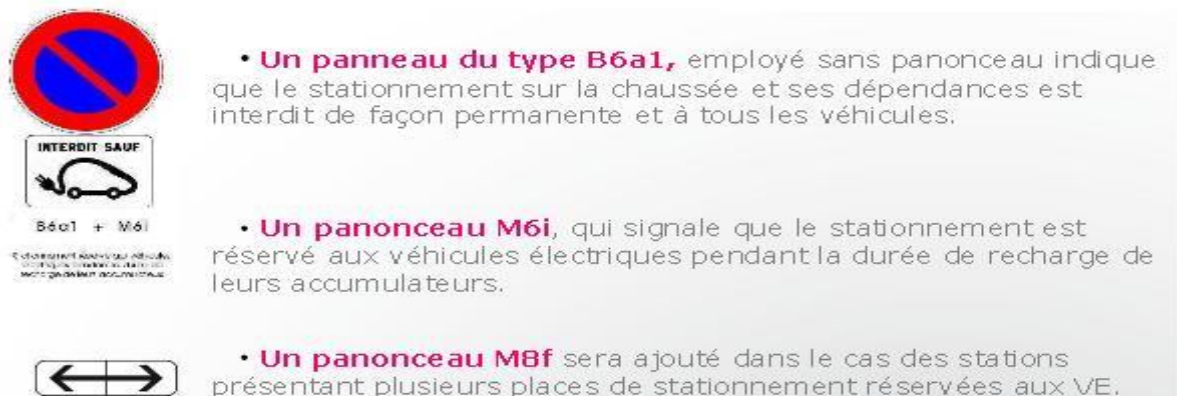 • Un panneau du type B6a1, employé sans panonceau indique
que le stationnement sur la chaussée et ses dépendances est
interdit de façon permanente et à tous les véhicules.
INTERDIT SAUF
B6a1 + M6i
• Un panonceau M6i, qui signale que le stationnement est
réservé aux véhicules électriques pendant la durée de recharge de
leurs accumulateurs.
• Un panonceau M8f sera ajouté dans le cas des stations
présentant plusieurs places de stationnement réservées aux VE.